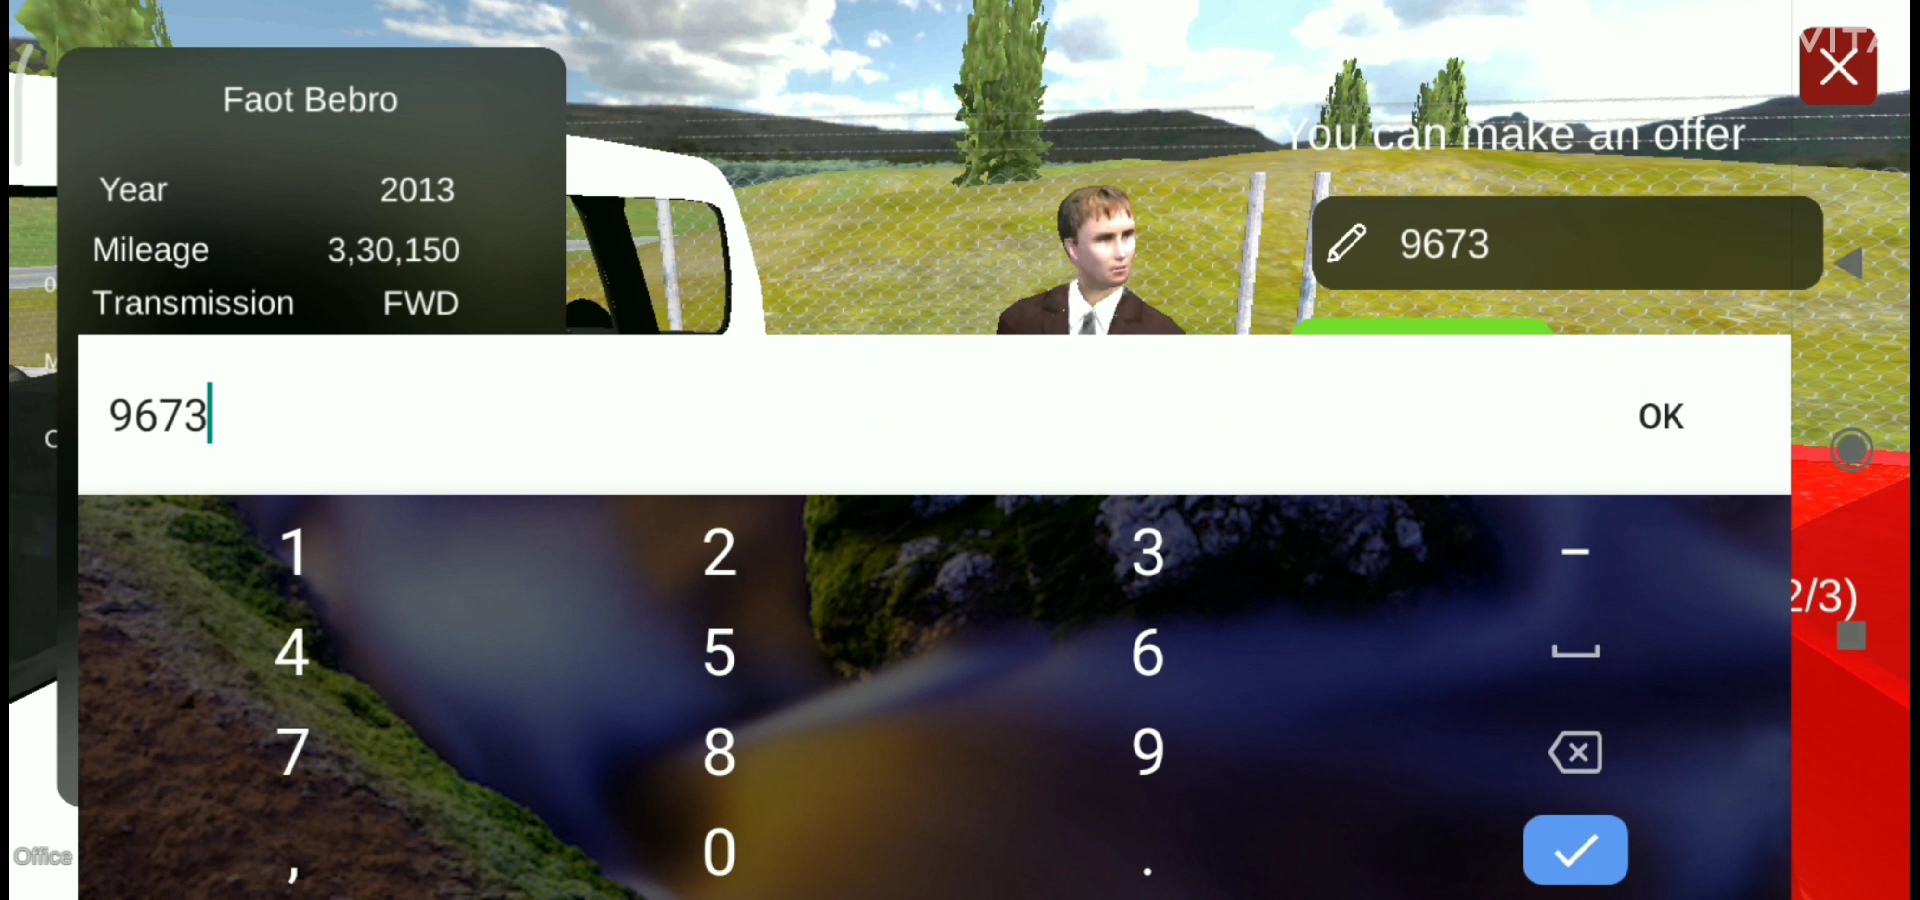 Faot Bebro
Year 2013
Mileage 3,30,150
Transmission FWD
You can make an offer
9673
9673
OK
1 2 3 -
4 5 6
7 8 9
, 0 .
2/3)
Office